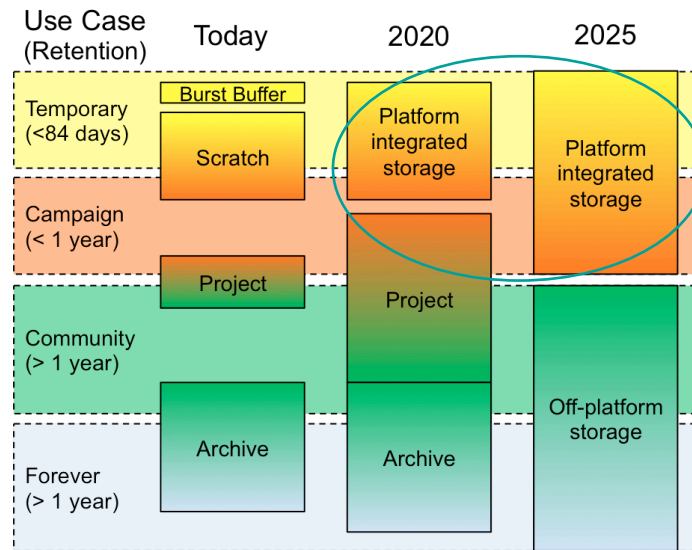 Use Case
(Retention)
Today
2020
2025
Temporary
(<84 days)
Burst Buffer
Scratch
Platform
integrated
storage
Platform
integrated
storage
Campaign
(< 1 year)
Project
Project
Community
(> 1 year)
Archive
Archive
Off-platform
storage
Forever
(> 1 year)